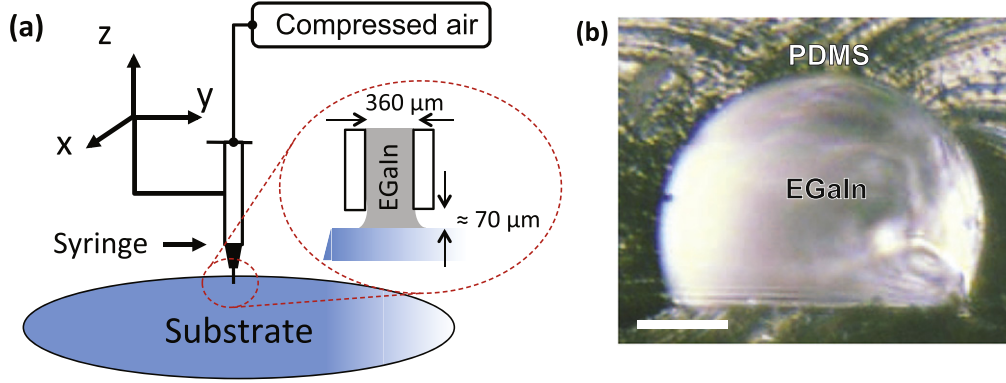 (a)
Compressed air
z
y
x
360 µm
EGaIn
≈ 70 µm
Syringe
Substrate
(b)
PDMS
EGaIn